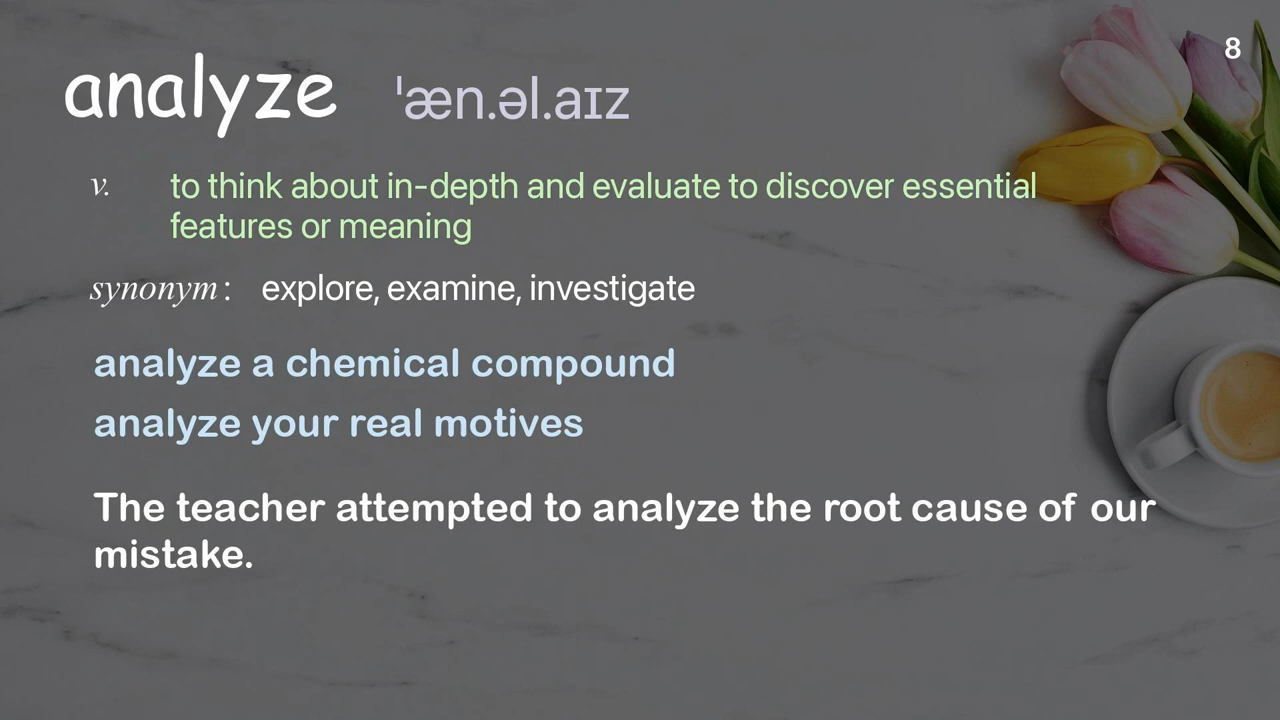 8
analyze ˈæn.əl.aɪz
v. to think about in-depth and evaluate to discover essential
features or meaning
synonym : explore, examine, investigate
analyze a chemical compound
analyze your real motives
The teacher attempted to analyze the root cause of our
mistake.